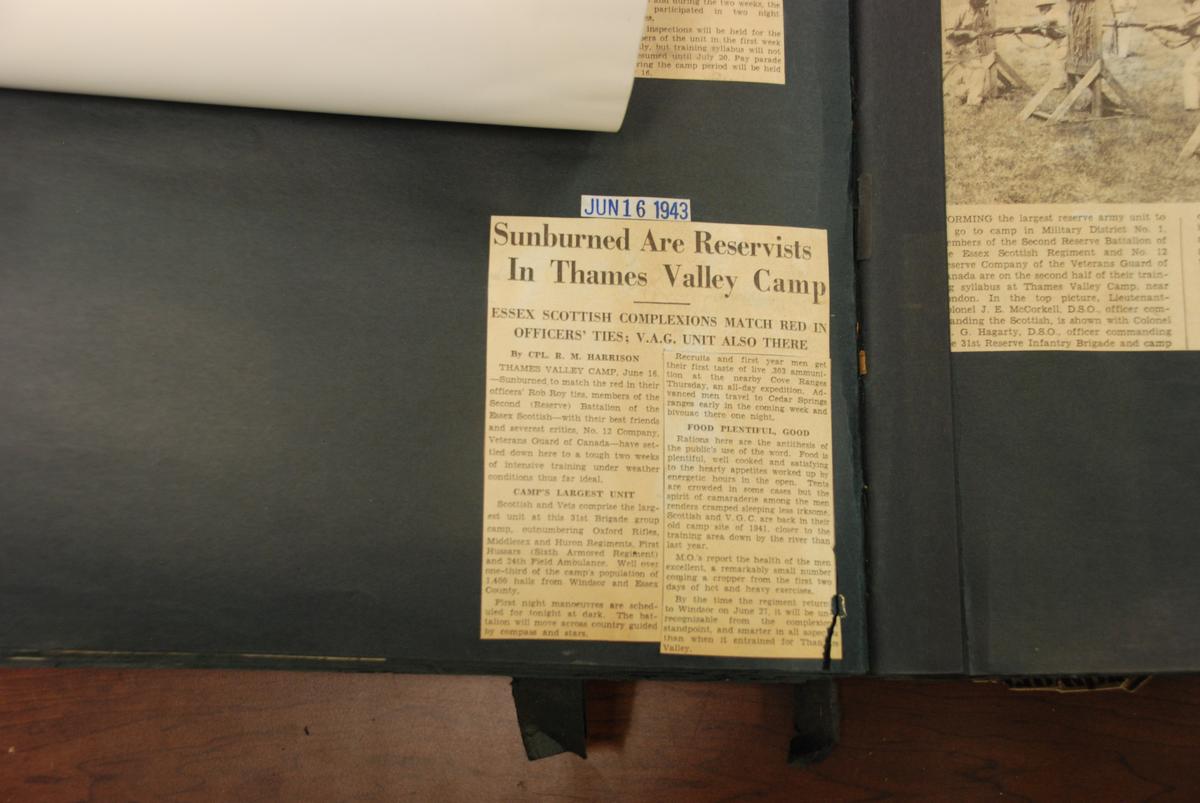 and during the two weeks, the
participated in two night
inspections will be held for the
of the unit in the first week
but training syllabus will not
until July 20. Pay parade
the camp period will be held
16.
JUN 16 1943
Sunburned Are Reservists
In Thames Valley Camp
ESSEX SCOTTISH COMPLEXIONS MATCH RED IN
OFFICERS' TIES; V.A.G. UNIT ALSO THERE
By CPL. R. M. HARRISON
THAMES VALLEY CAMP, June 16.
—Sunburned to match the red in their
officers' Rob Roy ties, members of the
Second (Reserve) Battalion of the
Essex Scottish—with their best friends
and severest critics, No. 12 Company,
Veterans Guard of Canada—have set-
tled down here to a tough two weeks
of intensive training under weather
conditions thus far ideal.
CAMP'S LARGEST UNIT
Scottish and Vets comprise the larg-
est unit at this 31st Brigade group
camp, outnumbering Oxford Rifles,
Middlesex and Huron Regiments, First
Hussars (Sixth Armored Regiment)
and 24th Field Ambulance. Well over
one-third of the camp's population of
1,466 hails from Windsor and Essex
County.
First night manoeuvres are sched-
uled for tonight at dark. The bat-
talion will move across country guided
by compass and stars.
Recruits and first year men get
their first taste of live .303 ammuni-
tion at the nearby Cove Ranges
Thursday, an all-day expedition. Ad-
vanced men travel to Cedar Springs
ranges early in the coming week and
bivouac there one night.
FOOD PLENTIFUL, GOOD
Rations here are the antithesis of
the public's use of the word. Food is
plentiful, well cooked and satisfying
to the hearty appetites worked up by
energetic hours in the open. Tents
are crowded in some cases but the
spirit of camaraderie among the men
renders cramped sleeping less irksome.
Scottish and V.G.C. are back in their
old camp site of 1941, closer to the
training area down by the river than
last year.
M.O.'s report the health of the men
excellent, a remarkably small number
coming a cropper from the first two
days of hot and heavy exercises.
By the time the regiment return
to Windsor on June 27, it will be un-
recognizable from the complexion
standpoint, and smarter in all aspects
than when it entrained for Thames
Valley.
ORMING the largest reserve army unit to
go to camp in Military District No. 1,
embers of the Second Reserve Battalion of
Essex Scottish Regiment and No. 12
serve Company of the Veterans Guard of
anada are on the second half of their train-
syllabus at Thames Valley Camp, near
ndon. In the top picture, Lieutenant-
olonel J. E. McCorkell, D.S.O., officer com-
anding the Scottish, is shown with Colonel
G. Hagarty, D.S.O., officer commanding
31st Reserve Infantry Brigade and camp